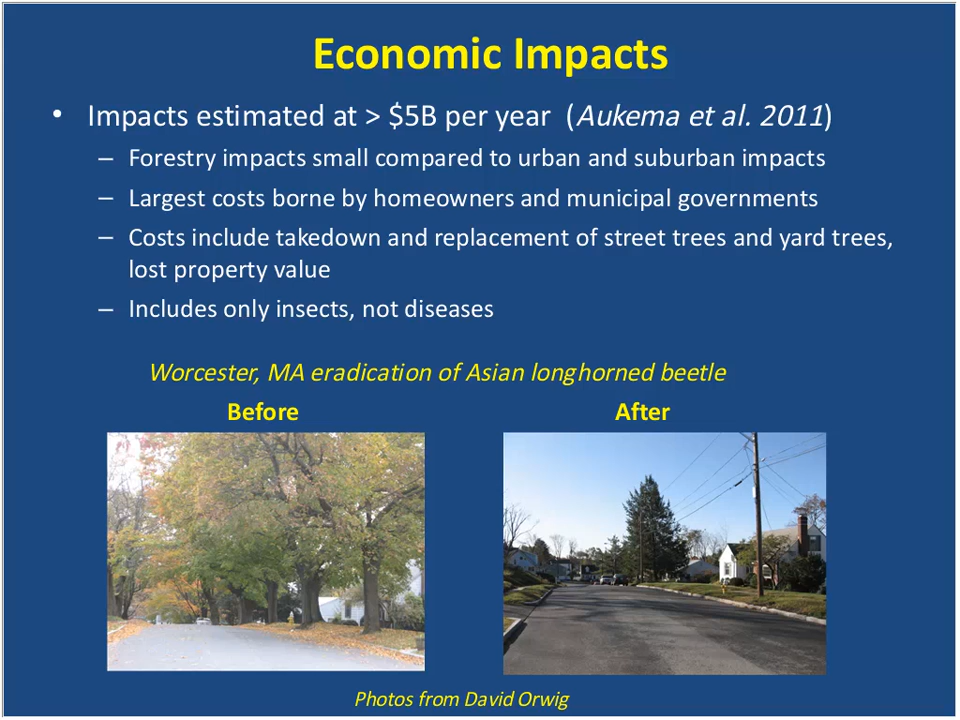 Economic Impacts
• Impacts estimated at > $5B per year (Aukema et al. 2011)
– Forestry impacts small compared to urban and suburban impacts
– Largest costs borne by homeowners and municipal governments
– Costs include takedown and replacement of street trees and yard trees,
lost property value
– Includes only insects, not diseases
Worcester, MA eradication of Asian longhorned beetle
Before After
Photos from David Orwig